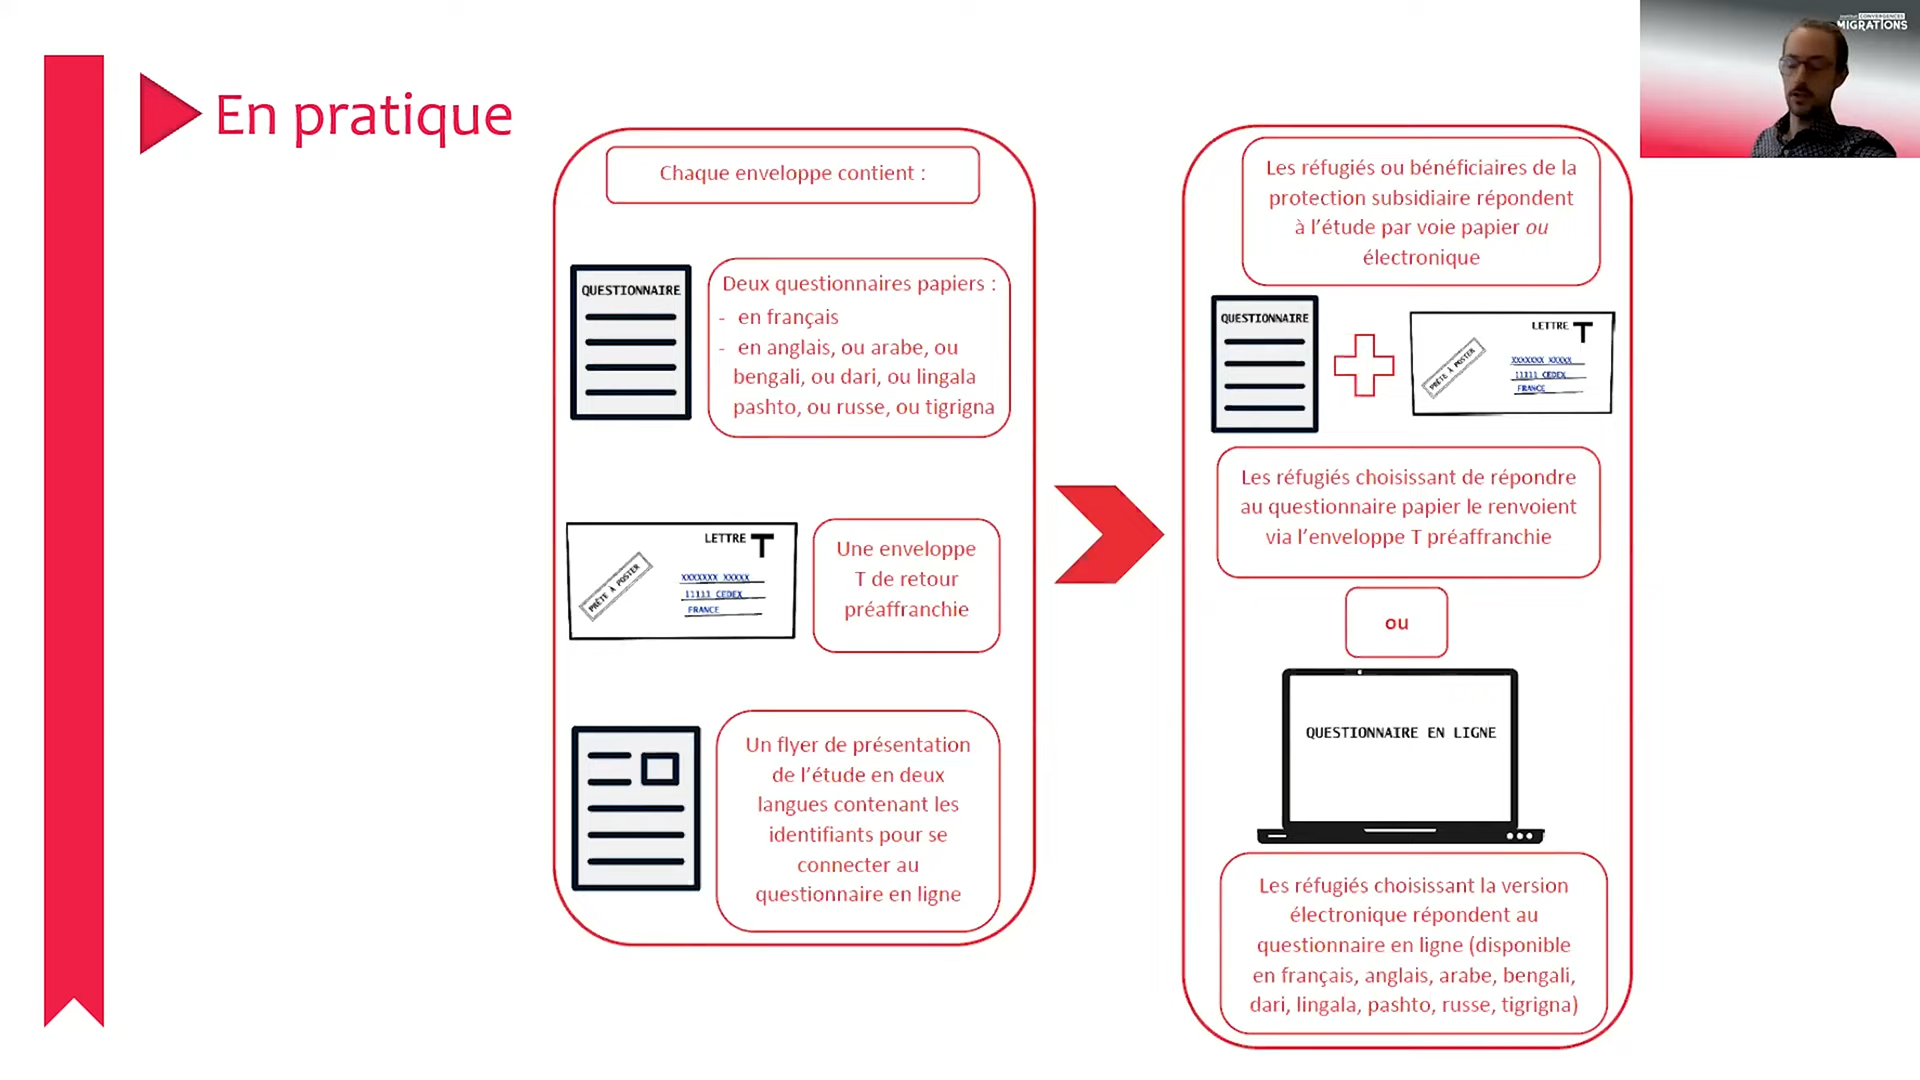 En pratique
Chaque enveloppe contient :
QUESTIONNAIRE
Deux questionnaires papiers :
- en français
- en anglais, ou arabe, ou
bengali, ou dari, ou lingala
pashto, ou russe, ou tigrigna
LETTRE T
PRÊTE À POSTER
XXXXXXX XXXXX
11111 CEDEX
FRANCE
Une enveloppe
T de retour
préaffranchie
Un flyer de présentation
de l'étude en deux
langues contenant les
identifiants pour se
connecter au
questionnaire en ligne
Les réfugiés ou bénéficiaires de la
protection subsidiaire répondent
à l'étude par voie papier ou
électronique
QUESTIONNAIRE
LETTRE T
PRÊTE À POSTER
XXXXXXX XXXXX
11111 CEDEX
FRANCE
Les réfugiés choisissant de répondre
au questionnaire papier le renvoient
via l'enveloppe T préaffranchie
ou
QUESTIONNAIRE EN LIGNE
Les réfugiés choisissant la version
électronique répondent au
questionnaire en ligne (disponible
en français, anglais, arabe, bengali,
dari, lingala, pashto, russe, tigrigna)
INSTITUT CONVERGENCES
MIGRATIONS